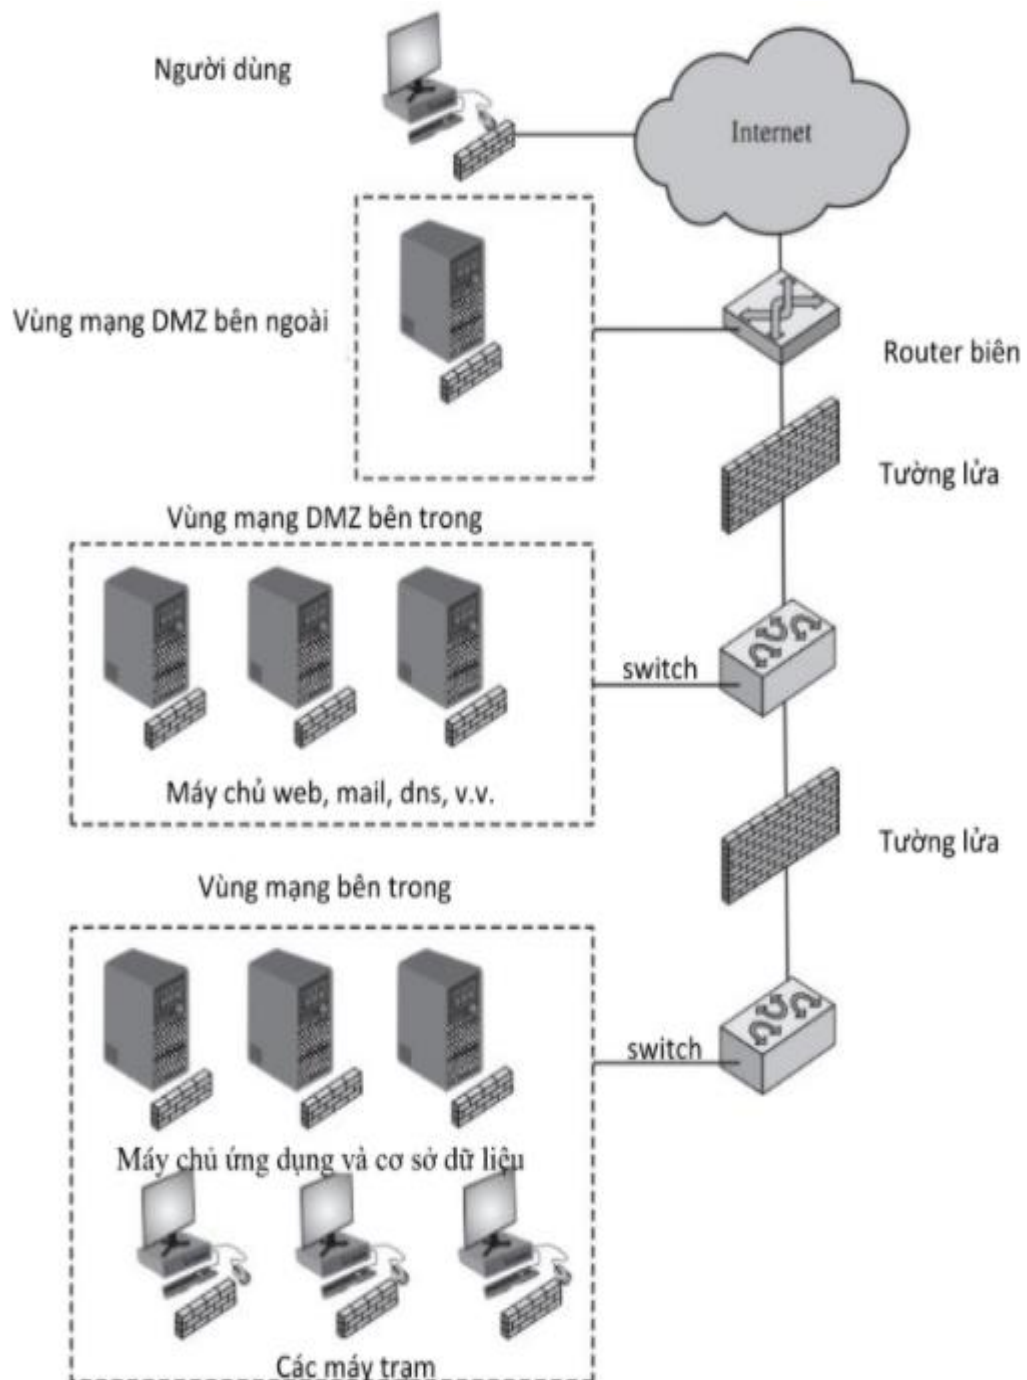 Người dùng
Internet
Vùng mạng DMZ bên ngoài
Router biên
Tường lửa
Vùng mạng DMZ bên trong
switch
Máy chủ web, mail, dns, v.v.
Tường lửa
Vùng mạng bên trong
switch
Máy chủ ứng dụng và cơ sở dữ liệu
Các máy trạm